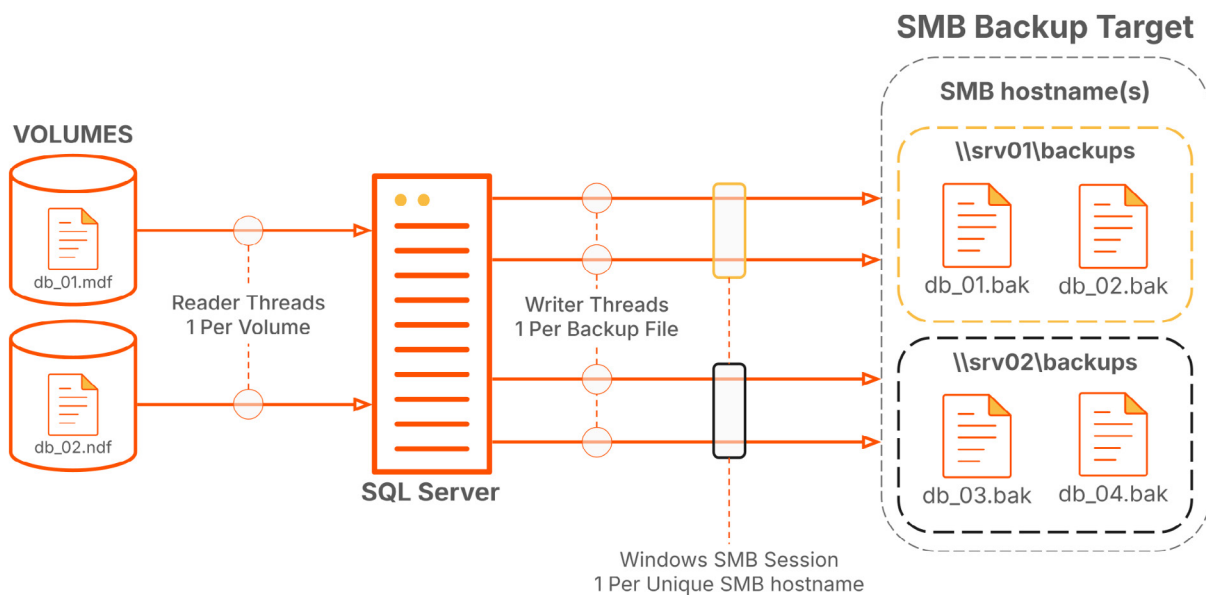 SMB Backup Target
SMB hostname(s)
VOLUMES
\\srv01\backups
db_01.mdf
db_01.bak
db_02.bak
Reader Threads
1 Per Volume
Writer Threads
1 Per Backup File
\\srv02\backups
db_02.ndf
SQL Server
db_03.bak
db_04.bak
Windows SMB Session
1 Per Unique SMB hostname